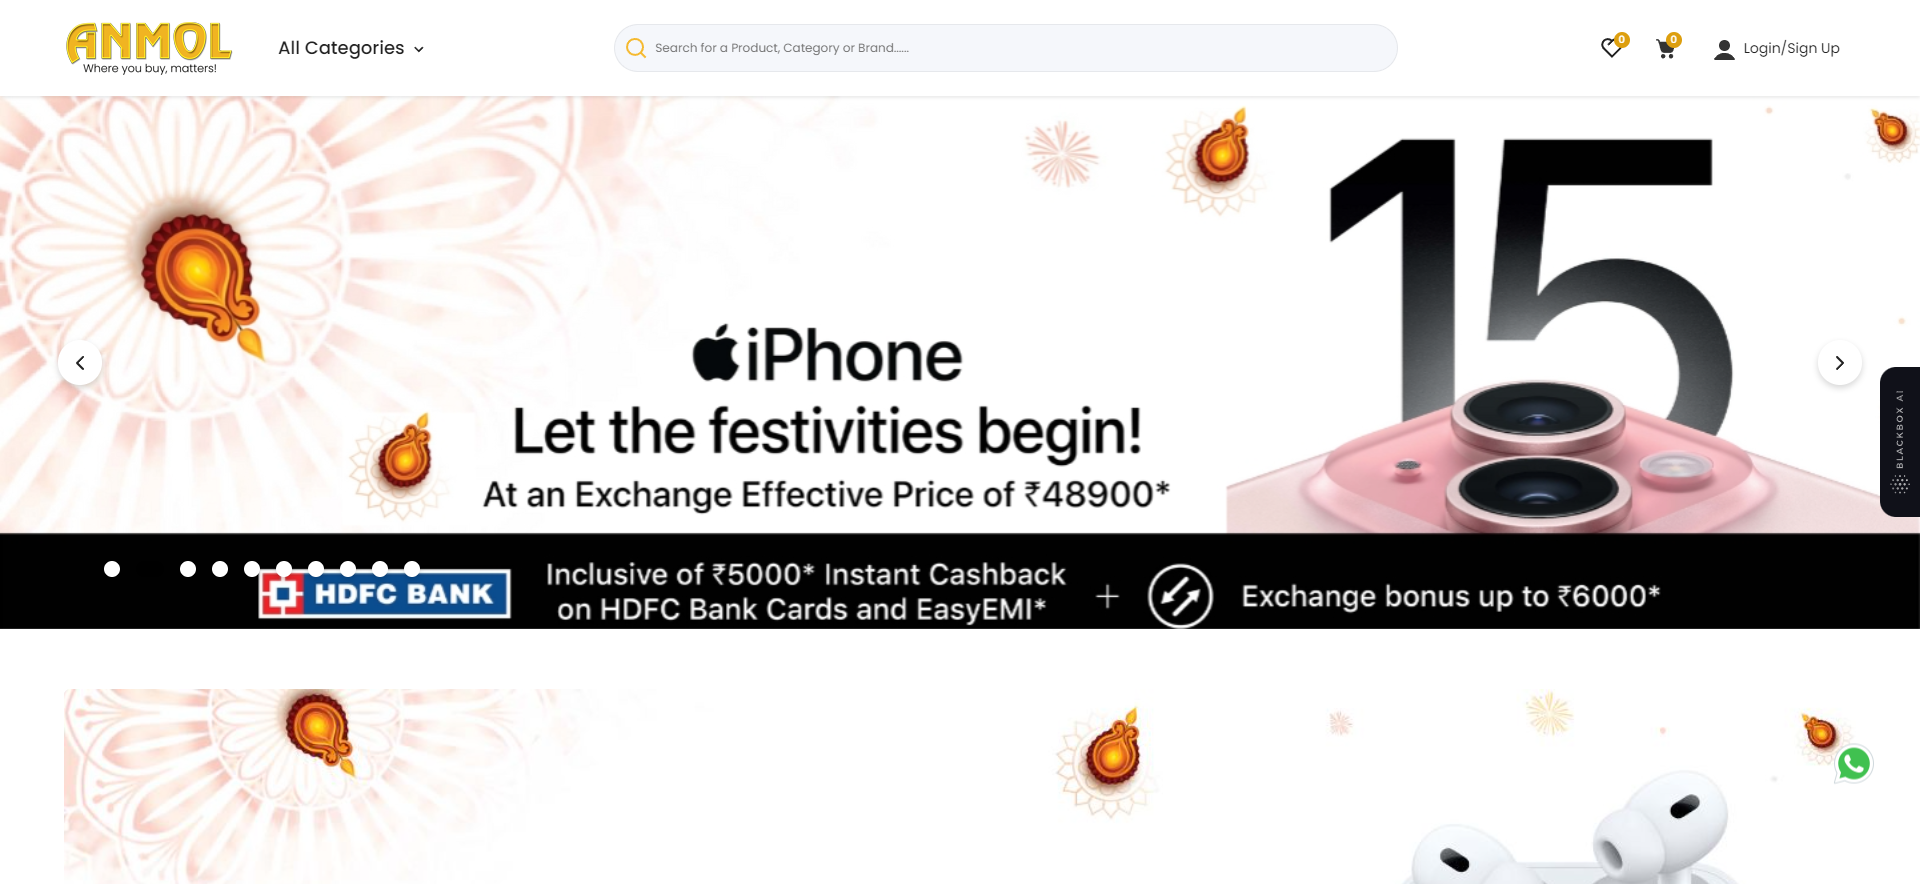 ANMOL
Where you buy, matters!
All Categories
Search for a Product, Category or Brand......
0
0
Login/Sign Up
15
iPhone
Let the festivities begin!
At an Exchange Effective Price of ₹48900*
BLACKBOX AI
HDFC BANK
Inclusive of ₹5000* Instant Cashback
on HDFC Bank Cards and EasyEMI*
+
Exchange bonus up to ₹6000*